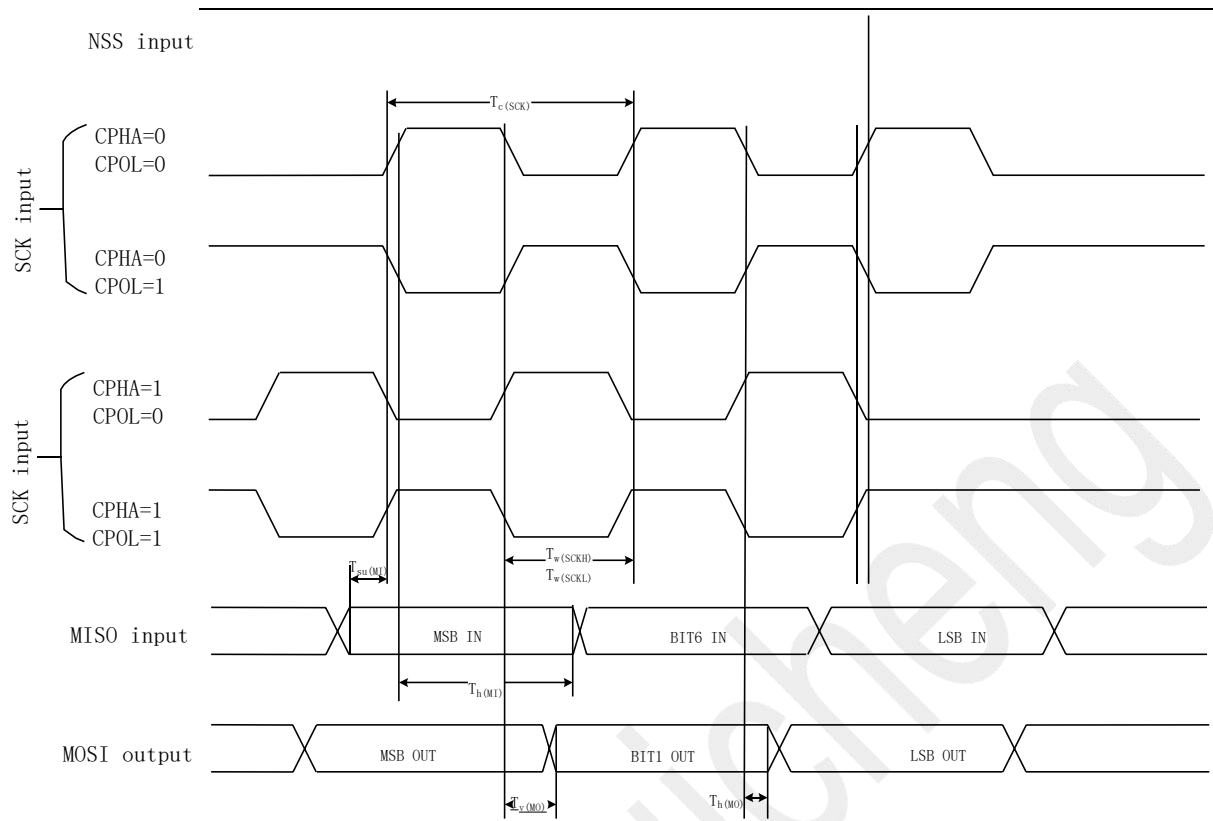 NSS input
Tc(SCK)
CPHA=0
CPOL=0
SCK input
CPHA=0
CPOL=1
CPHA=1
CPOL=0
SCK input
CPHA=1
CPOL=1
Tw(SCKH)
Tw(SCKL)
Tsu(MI)
MISO input
MSB IN
BIT6 IN
LSB IN
Th(MI)
MOSI output
MSB OUT
BIT1 OUT
LSB OUT
Tv(MO)
Th(MO)